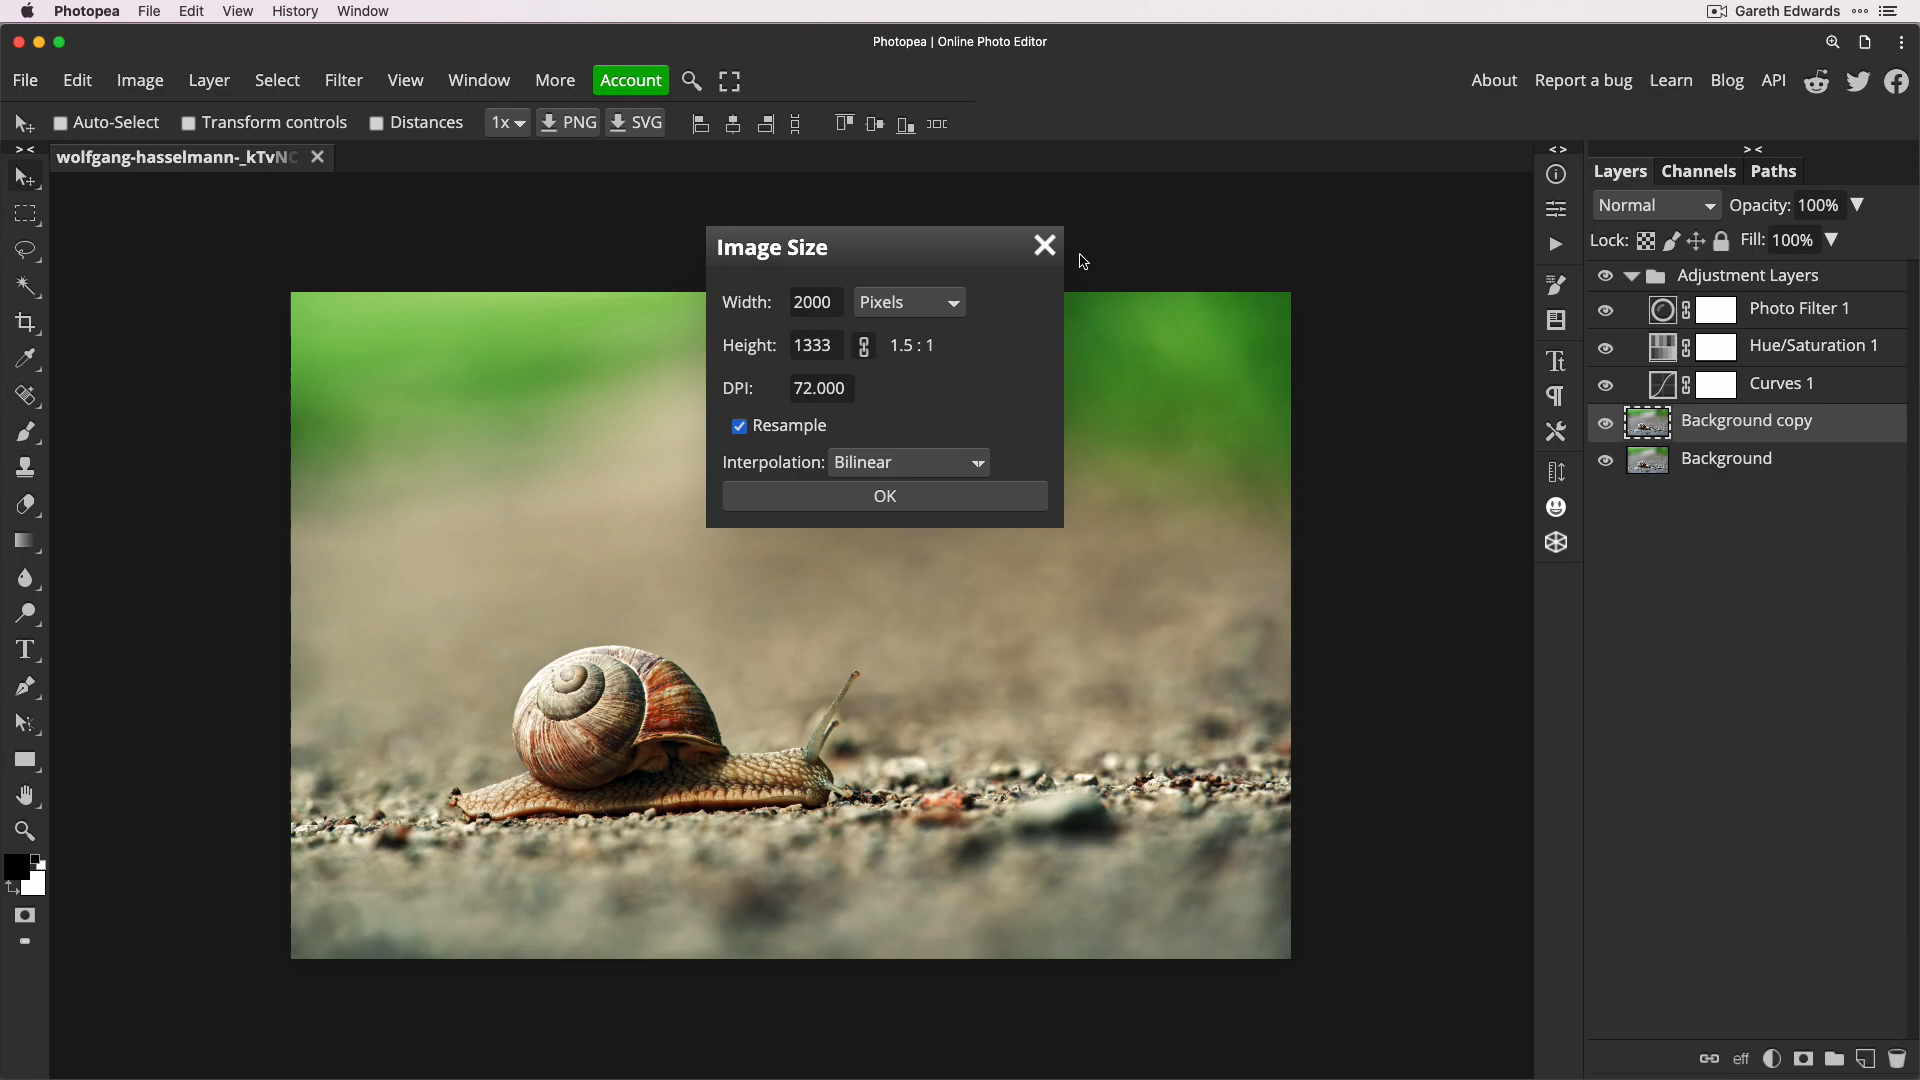 Photopea File Edit View History Window Gareth Edwards
Photopea | Online Photo Editor
File Edit Image Layer Select Filter View Window More Account About Report a bug Learn Blog API
Auto-Select Transform controls Distances 1x PNG SVG
wolfgang-hasselmann-_kTvNC
Layers Channels Paths
Normal Opacity: 100%
Lock: Fill: 100%
Adjustment Layers
Photo Filter 1
Hue/Saturation 1
Curves 1
Background copy
Background
Image Size
Width: 2000 Pixels
Height: 1333 1.5 : 1
DPI: 72.000
Resample
Interpolation: Bilinear
OK
eff